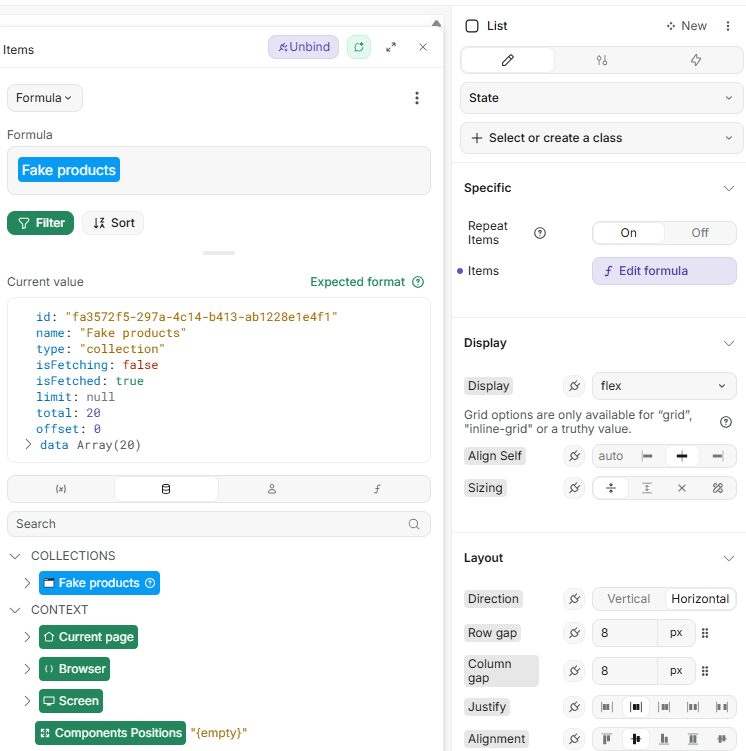 Items
Unbind
Formula
Formula
Fake products
Filter
Sort
Current value
Expected format
id: "fa3572f5-297a-4c14-b413-ab1228e1e4f1"
name: "Fake products"
type: "collection"
isFetching: false
isFetched: true
limit: null
total: 20
offset: 0
data Array(20)
(x)
f
Search
COLLECTIONS
Fake products
CONTEXT
Current page
Browser
Screen
Components Positions "{empty}"
List
New
State
Select or create a class
Specific
Repeat
Items
On
Off
Items
f Edit formula
Display
Display
flex
Grid options are only available for “grid”,
"inline-grid" or a truthy value.
Align Self
auto
Sizing
Layout
Direction
Vertical
Horizontal
Row gap
8
px
Column
gap
8
px
Justify
Alignment